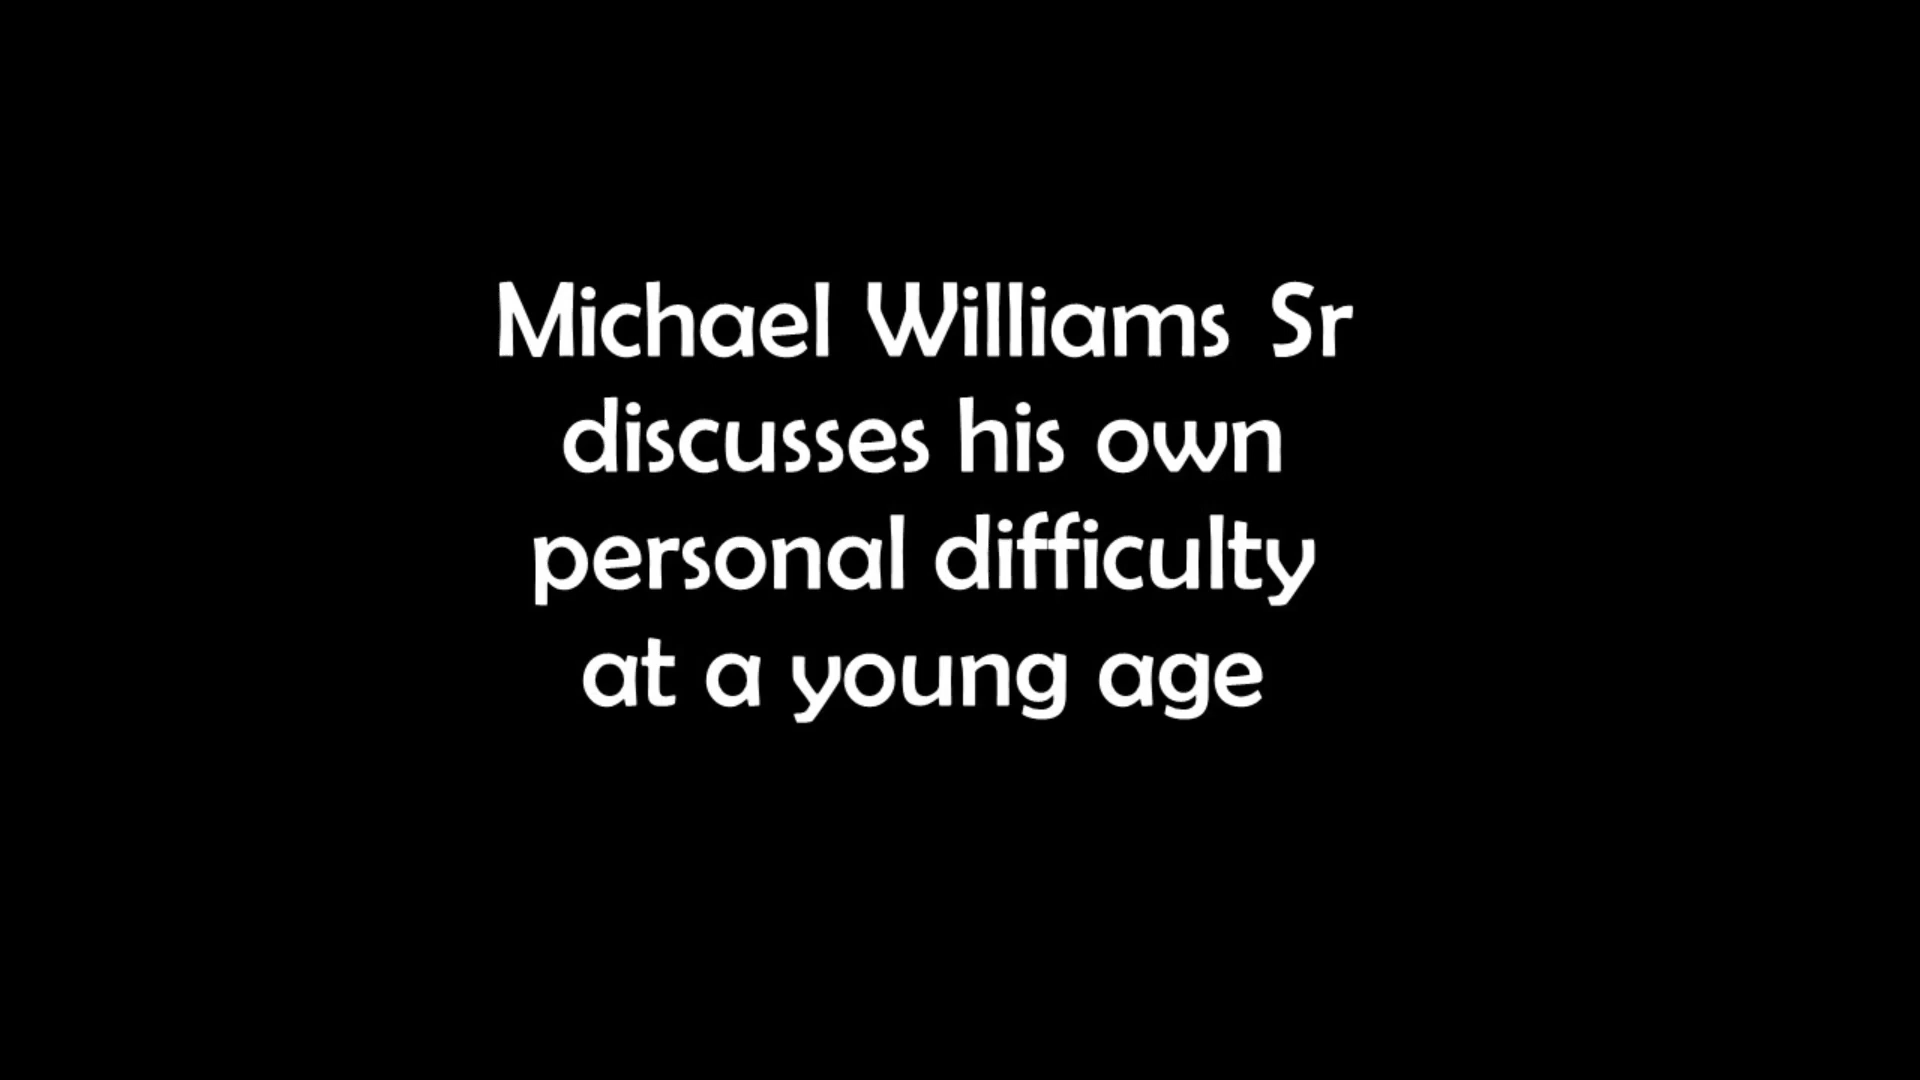 Michael Williams Sr
discusses his own
personal difficulty
at a young age